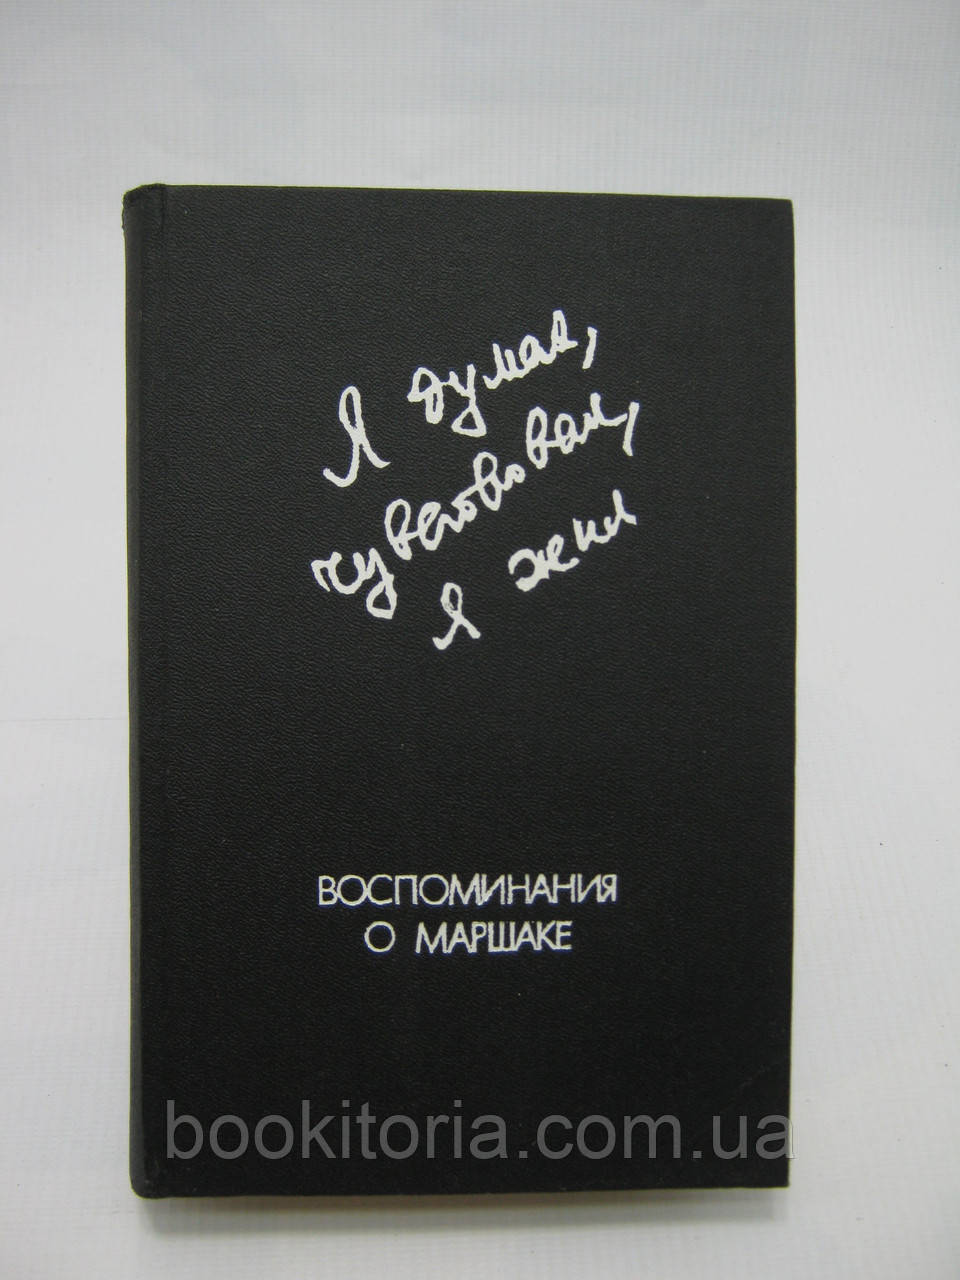 Я думал,
чувствовал,
я жил
ВОСПОМИНАНИЯ
О МАРШАКЕ
bookitoria.com.ua